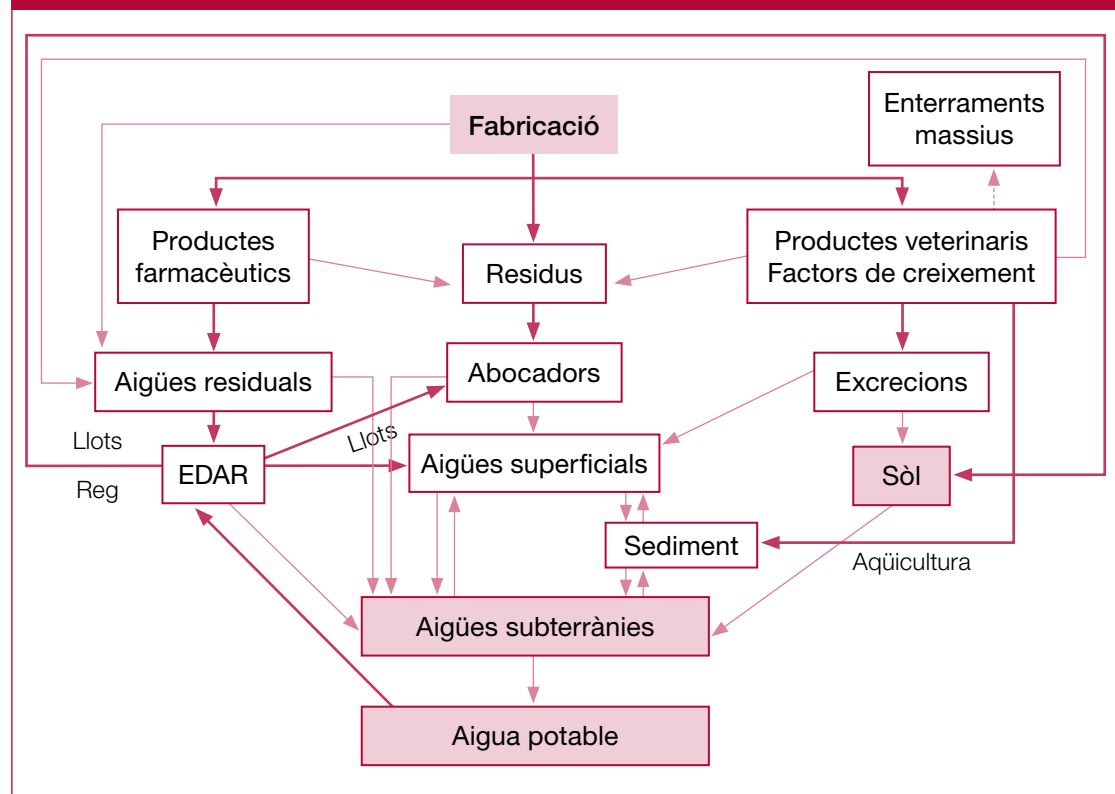 Enterraments
massius
Fabricació
Productes
farmacèutics
Residus
Productes veterinaris
Factors de creixement
Aigües residuals
Abocadors
Excrecions
Llots
Llots
Reg
EDAR
Aigües superficials
Sòl
Sediment
Aqüicultura
Aigües subterrànies
Aigua potable